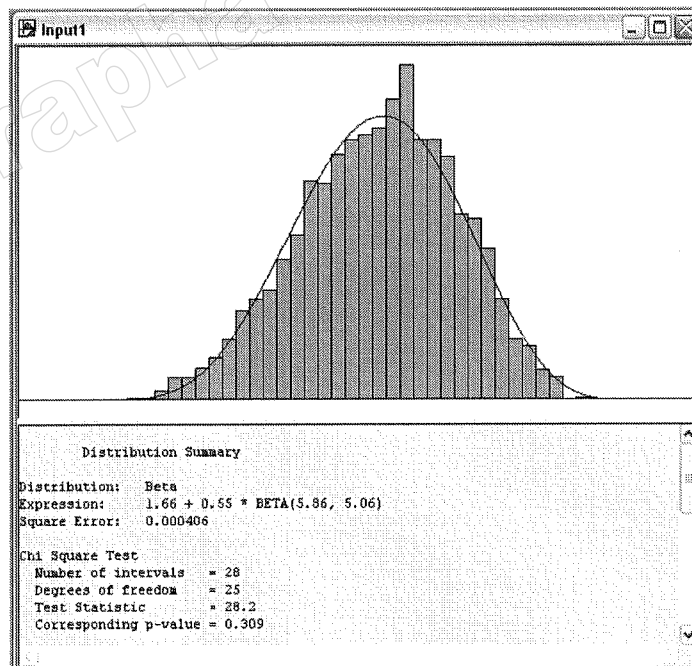 Input1
Distribution Summary
Distribution: Beta
Expression: 1.66 + 0.55 * BETA(5.86, 5.06)
Square Error: 0.000406
Chi Square Test
Number of intervals = 28
Degrees of freedom = 25
Test Statistic = 28.2
Corresponding p-value = 0.309